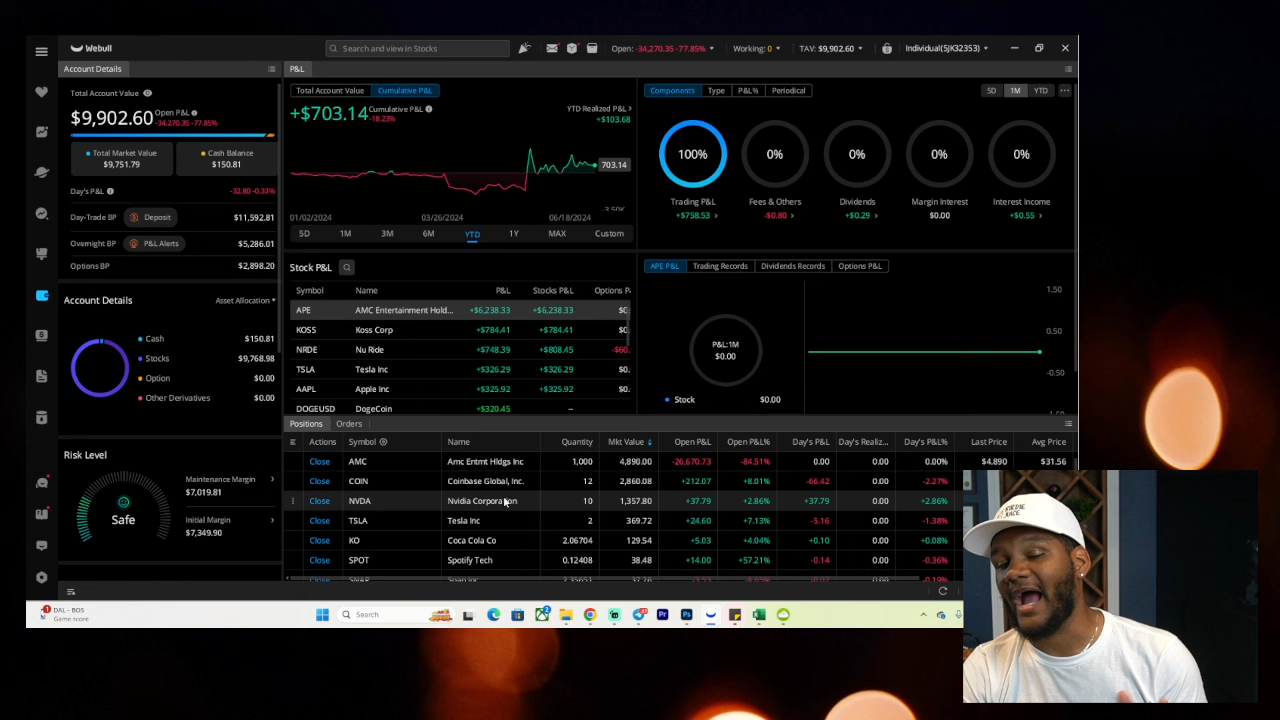 Webull
Search and view in Stocks
Open: -34,270.35 -77.85%
Working: 0
TAV: $9,902.60
Individual(5JK32353)
Account Details
Total Account Value
$9,902.60
Open P&L
-34,270.35 -77.85%
Total Market Value
$9,751.79
Cash Balance
$150.81
Day's P&L
-32.80 -0.33%
Day-Trade BP
Deposit
$11,592.81
Overnight BP
P&L Alerts
$5,286.01
Options BP
$2,898.20
Account Details
Asset Allocation
Cash $150.81
Stocks $9,768.98
Option $0.00
Other Derivatives $0.00
Risk Level
Safe
Maintenance Margin
$7,019.81
Initial Margin
$7,349.90
P&L
Total Account Value Cumulative P&L
+$703.14
Cumulative P&L
-18.23%
YTD Realized P&L
+$103.68
703.14
-3.50K
01/02/2024 03/26/2024 06/18/2024
5D 1M 3M 6M YTD 1Y MAX Custom
Components Type P&L% Periodical
5D 1M YTD
100% 0% 0% 0% 0%
Trading P&L Fees & Others Dividends Margin Interest Interest Income
+$758.53 -$0.80 +$0.29 $0.00 +$0.55
Stock P&L
Symbol Name P&L Stocks P&L Options P
APE AMC Entertainment Hold... +$6,238.33 +$6,238.33 $0.
KOSS Koss Corp +$784.41 +$784.41 $0.
NRDE Nu Ride +$748.39 +$808.45 -$60.
TSLA Tesla Inc +$326.29 +$326.29 $0.
AAPL Apple Inc +$325.92 +$325.92 $0.
DOGEUSD DogeCoin +$320.45 --
APE P&L Trading Records Dividends Records Options P&L
P&L:1M
$0.00
Stock $0.00
1.50
0.50
-0.50
Positions Orders
Actions Symbol Name Quantity Mkt Value Open P&L Open P&L% Day's P&L Day's Realiz... Day's P&L% Last Price Avg Price
Close AMC Amc Entmt Hldgs Inc 1,000 4,890.00 -26,670.73 -84.51% 0.00 0.00 0.00% $4.890 $31.56
Close COIN Coinbase Global, Inc. 12 2,860.08 +212.07 +8.01% -66.42 0.00 -2.27%
Close NVDA Nvidia Corporation 10 1,357.80 +37.79 +2.86% +37.79 0.00 +2.86%
Close TSLA Tesla Inc 2 369.72 +24.60 +7.13% -5.16 0.00 -1.38%
Close KO Coca Cola Co 2.06704 129.54 +5.03 +4.04% +0.10 0.00 +0.08%
Close SPOT Spotify Tech 0.12408 38.48 +14.00 +57.21% -0.14 0.00 -0.36%
DAL - BOS
Game score
Search
BIRDIE
JUICE